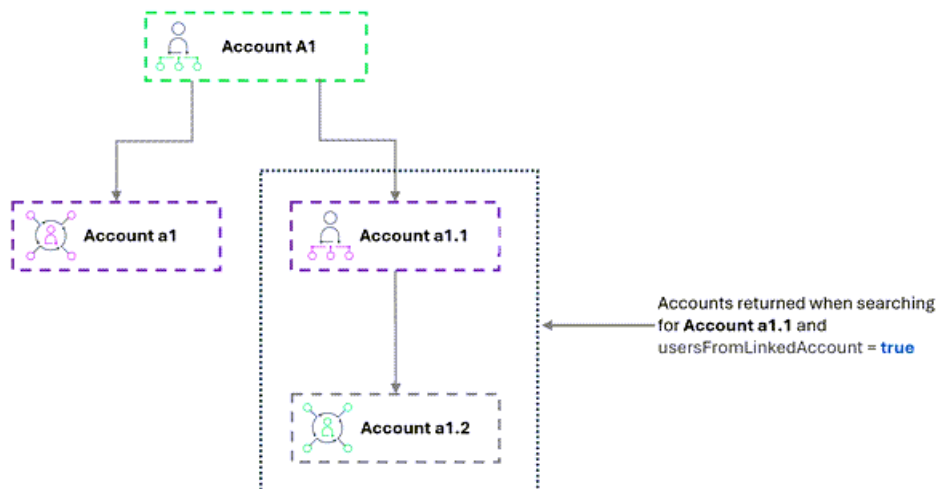 Account A1
Account a1
Account a1.1
Accounts returned when searching
for Account a1.1 and
usersFromLinkedAccount = true
Account a1.2